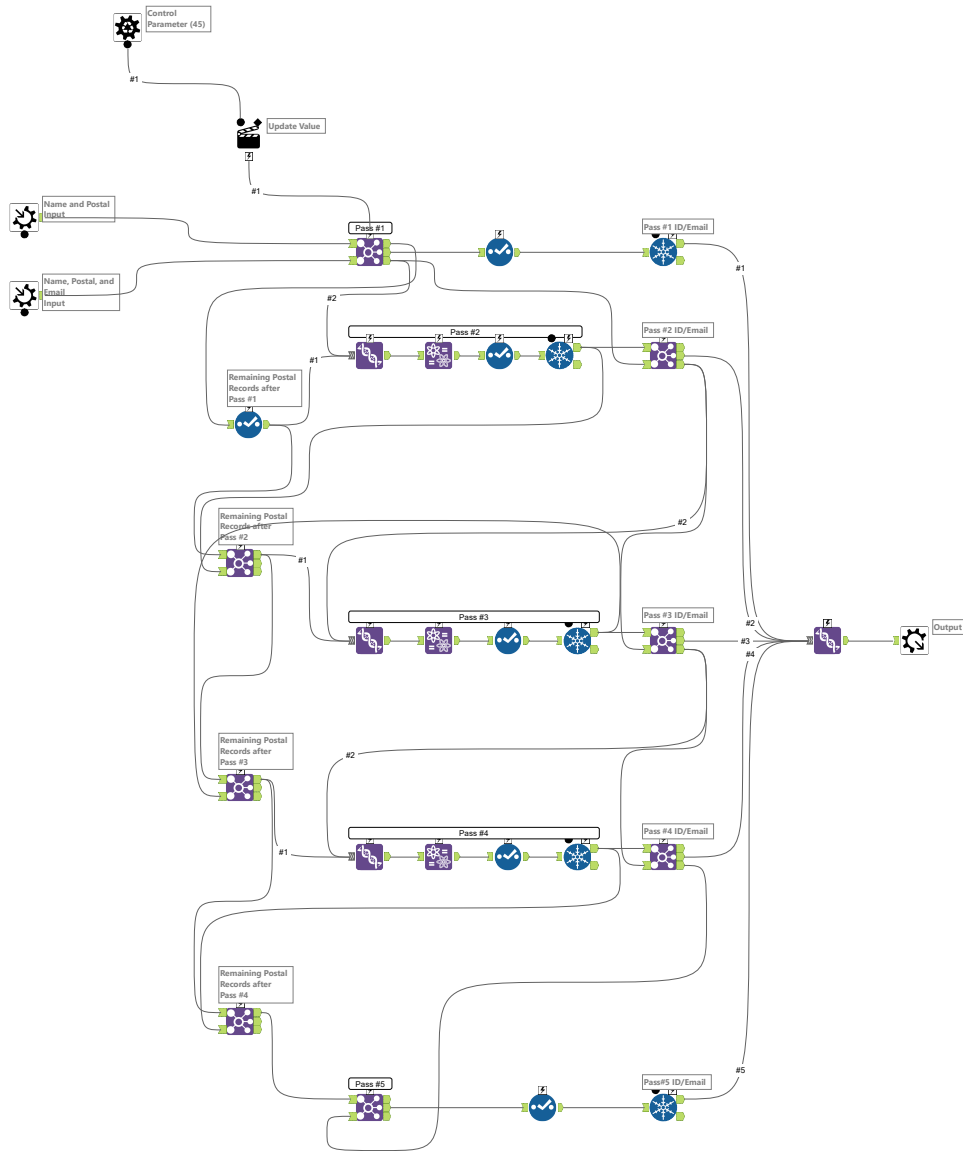 Control
Parameter (45)
#1
Update Value
#1
Name and Postal
Input
Pass #1
Pass #1 ID/Email
#1
Name, Postal, and
Email
Input
#2
Pass #2
Pass #2 ID/Email
#1
Remaining Postal
Records after
Pass #1
Remaining Postal
Records after
Pass #2
#2
#1
Pass #3
Pass #3 ID/Email
#2
#3
#4
Output
Remaining Postal
Records after
Pass #3
#2
Pass #4
Pass #4 ID/Email
#1
Remaining Postal
Records after
Pass #4
#5
Pass #5
Pass#5 ID/Email